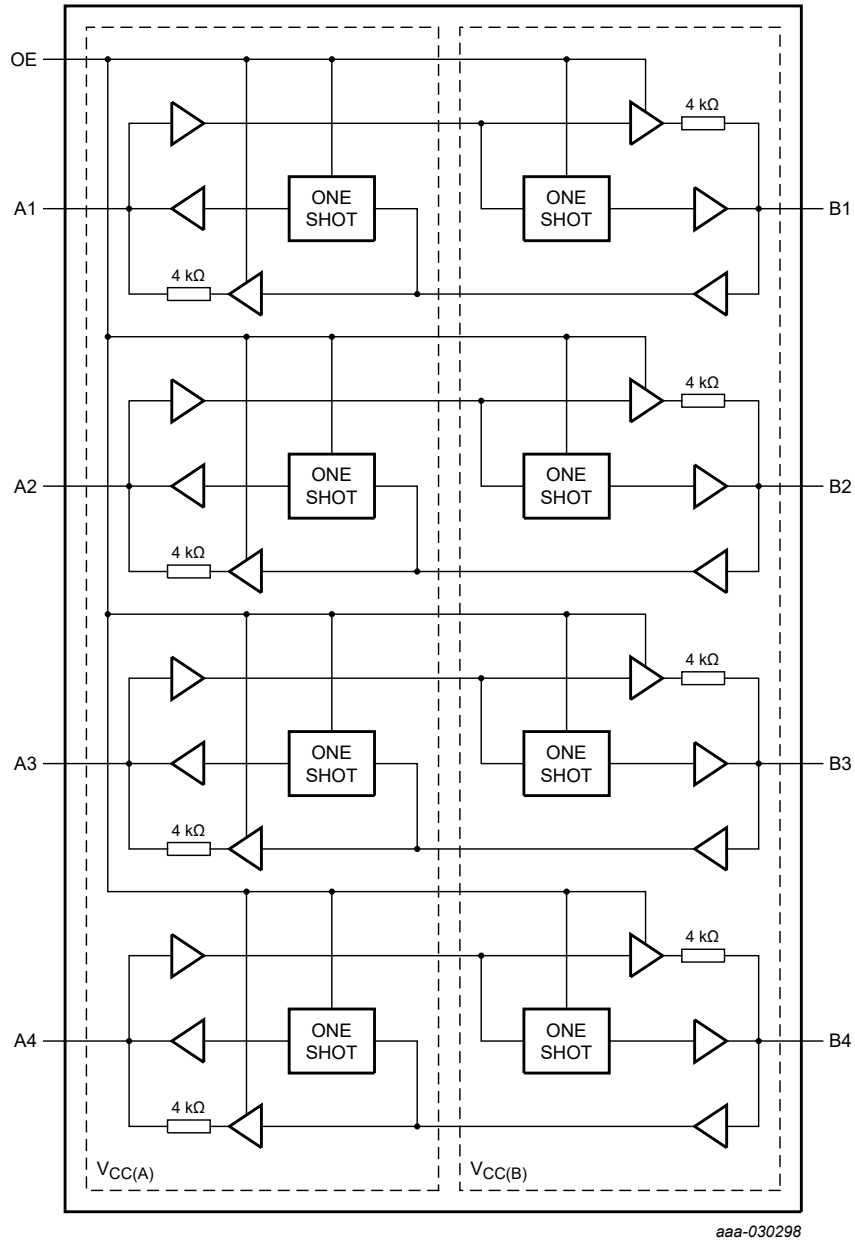 OE
4 kΩ
A1
ONE
SHOT
ONE
SHOT
B1
4 kΩ
4 kΩ
A2
ONE
SHOT
ONE
SHOT
B2
4 kΩ
4 kΩ
A3
ONE
SHOT
ONE
SHOT
B3
4 kΩ
4 kΩ
A4
ONE
SHOT
ONE
SHOT
B4
4 kΩ
VCC(A)
VCC(B)
aaa-030298